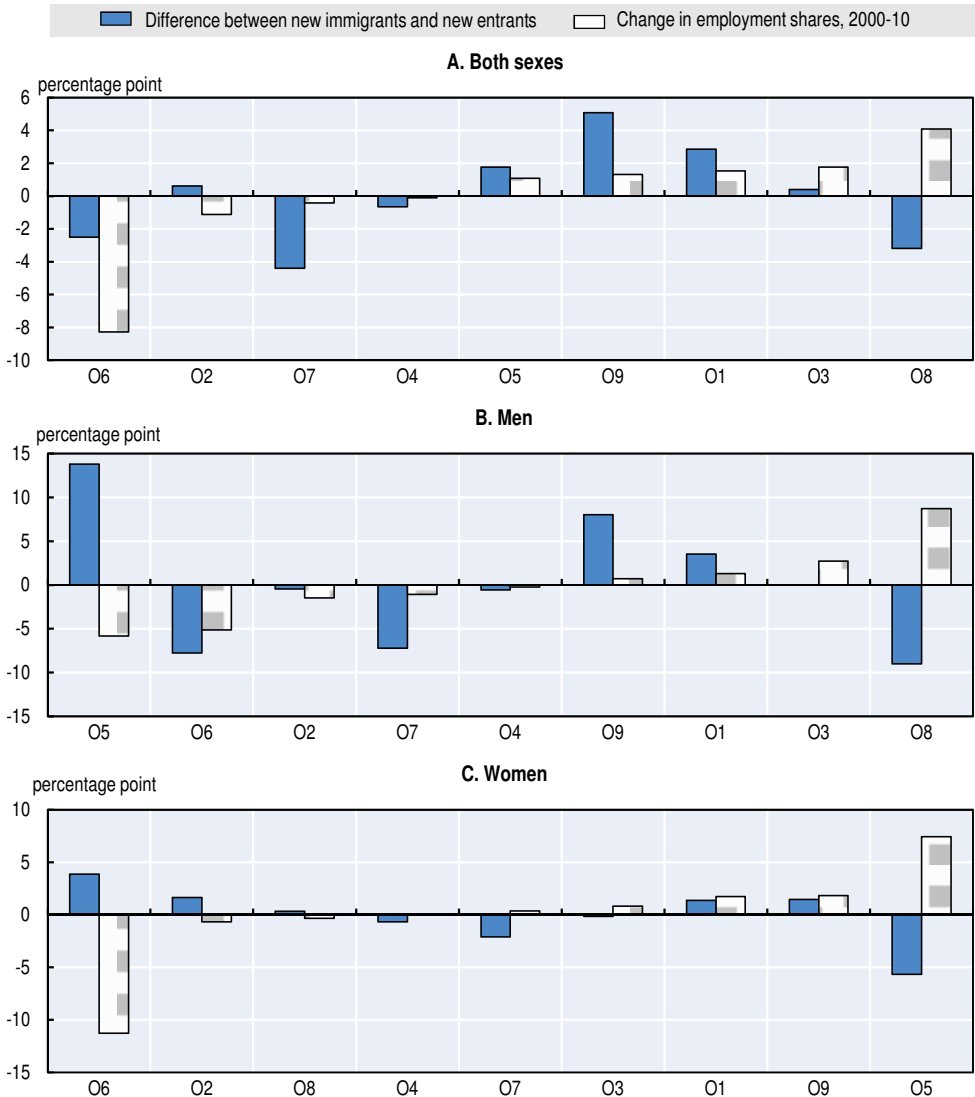 Difference between new immigrants and new entrants Change in employment shares, 2000-10
A. Both sexes
percentage point
6
4
2
0
-2
-4
-6
-8
-10
O6 O2 O7 O4 O5 O9 O1 O3 O8
B. Men
percentage point
15
10
5
0
-5
-10
-15
O5 O6 O2 O7 O4 O9 O1 O3 O8
C. Women
percentage point
10
5
0
-5
-10
-15
O6 O2 O8 O4 O7 O3 O1 O9 O5